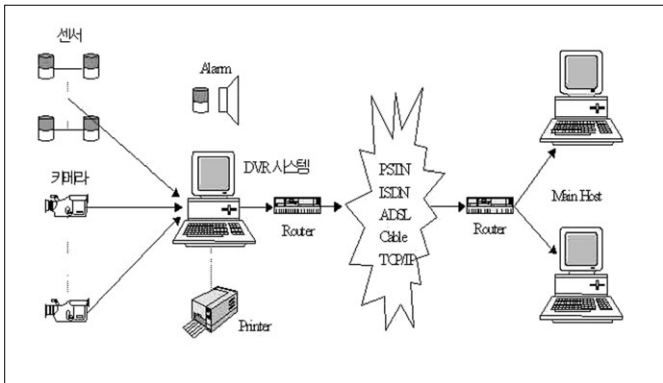 센서
Alarm
카메라
DVR 시스템
Router
Printer
PSTN
ISDN
ADSL
Cable
TCP/IP
Router
Main Host